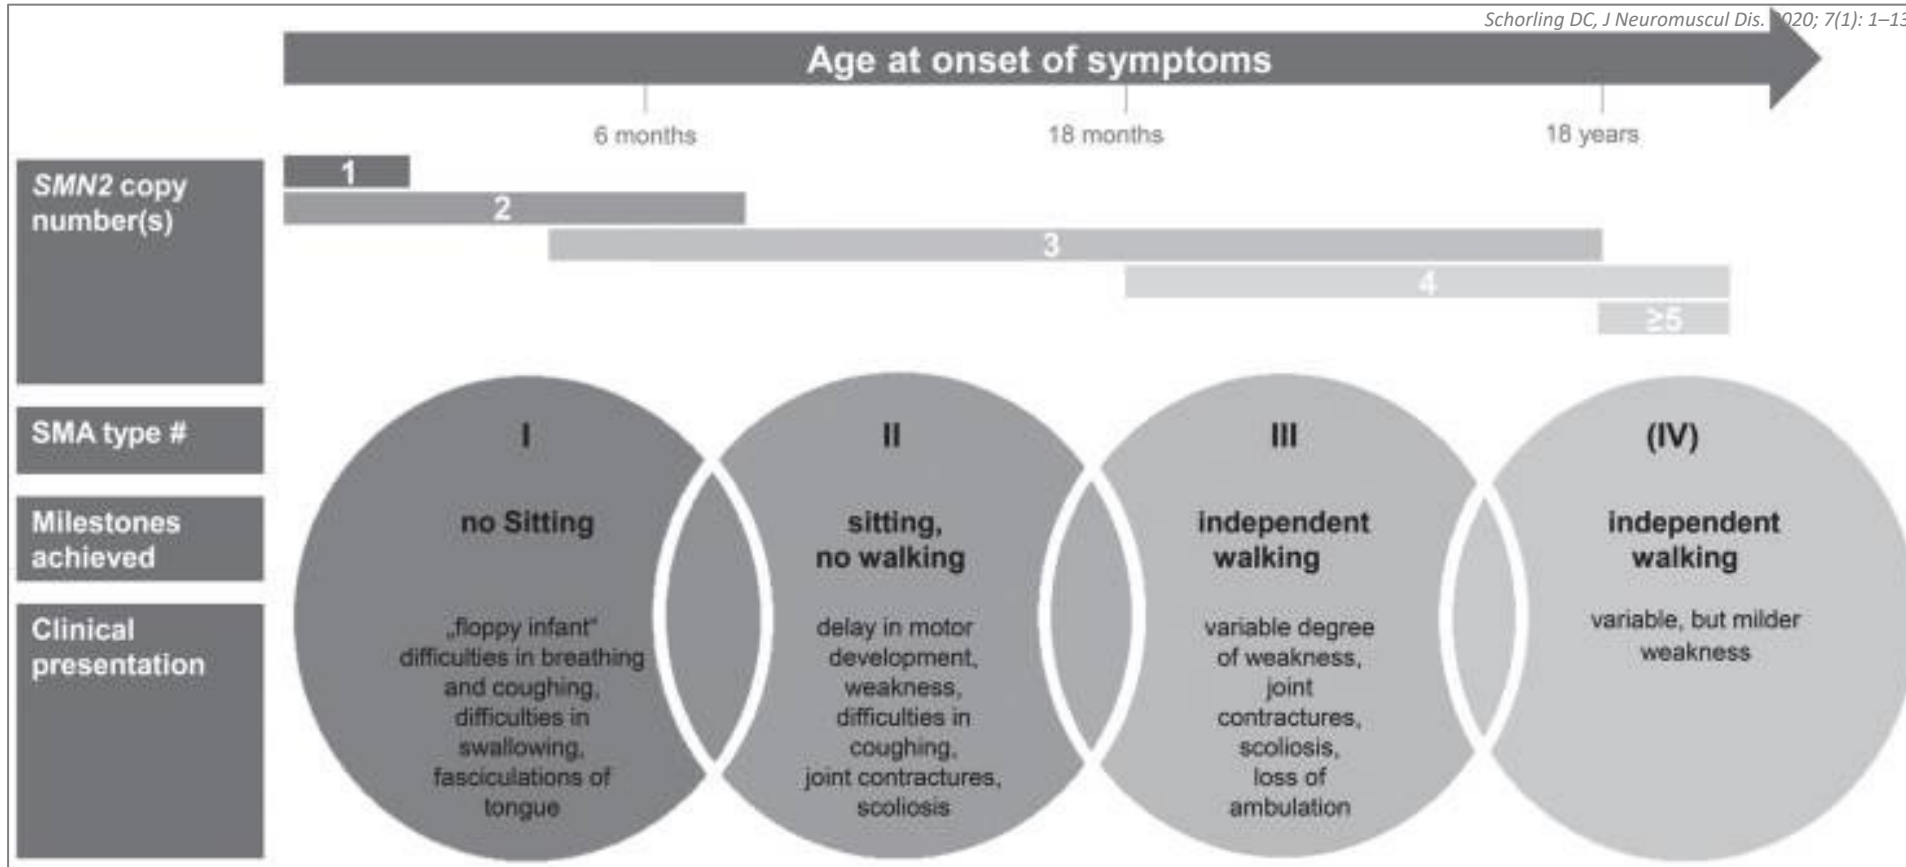 Schorling DC, J Neuromuscul Dis. 2020; 7(1): 1–13
Age at onset of symptoms
6 months
18 months
18 years
SMN2 copy
number(s)
1
2
3
4
≥5
SMA type #
I
II
III
(IV)
Milestones
achieved
no Sitting
sitting,
no walking
independent
walking
independent
walking
Clinical
presentation
„floppy infant“
difficulties in breathing
and coughing,
difficulties in
swallowing,
fasciculations of
tongue
delay in motor
development,
weakness,
difficulties in
coughing,
joint contractures,
scoliosis
variable degree
of weakness,
joint
contractures,
scoliosis,
loss of
ambulation
variable, but milder
weakness